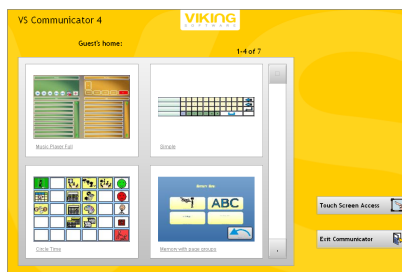 VS Communicator 4
VIKING
SOFTWARE
Guest's home:
1-4 of 7
Music Player Full
Simple
ABC
Circle Time
Memory with page groups
Touch Screen Access
Exit Communicator